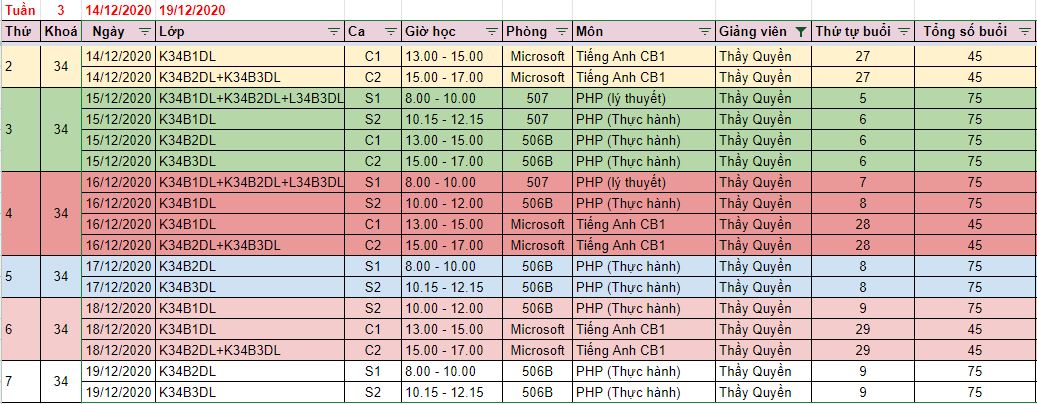 Tuần 3 14/12/2020 19/12/2020
Thứ Khoá Ngày Lớp Ca Giờ học Phòng Môn Giảng viên Thứ tự buổi Tổng số buổi
2 34 14/12/2020 K34B1DL C1 13.00 - 15.00 Microsoft Tiếng Anh CB1 Thầy Quyền 27 45
14/12/2020 K34B2DL+K34B3DL C2 15.00 - 17.00 Microsoft Tiếng Anh CB1 Thầy Quyền 27 45
3 34 15/12/2020 K34B1DL+K34B2DL+L34B3DL S1 8.00 - 10.00 507 PHP (lý thuyết) Thầy Quyền 5 75
15/12/2020 K34B1DL S2 10.15 - 12.15 507 PHP (Thực hành) Thầy Quyền 6 75
15/12/2020 K34B2DL C1 13.00 - 15.00 506B PHP (Thực hành) Thầy Quyền 6 75
15/12/2020 K34B3DL C2 15.00 - 17.00 506B PHP (Thực hành) Thầy Quyền 6 75
4 34 16/12/2020 K34B1DL+K34B2DL+L34B3DL S1 8.00 - 10.00 507 PHP (lý thuyết) Thầy Quyền 7 75
16/12/2020 K34B1DL S2 10.00 - 12.00 506B PHP (Thực hành) Thầy Quyền 8 75
16/12/2020 K34B1DL C1 13.00 - 15.00 Microsoft Tiếng Anh CB1 Thầy Quyền 28 45
16/12/2020 K34B2DL+K34B3DL C2 15.00 - 17.00 Microsoft Tiếng Anh CB1 Thầy Quyền 28 45
5 34 17/12/2020 K34B2DL S1 8.00 - 10.00 506B PHP (Thực hành) Thầy Quyền 8 75
17/12/2020 K34B3DL S2 10.15 - 12.15 506B PHP (Thực hành) Thầy Quyền 8 75
6 34 18/12/2020 K34B1DL S2 10.00 - 12.00 506B PHP (Thực hành) Thầy Quyền 9 75
18/12/2020 K34B1DL C1 13.00 - 15.00 Microsoft Tiếng Anh CB1 Thầy Quyền 29 45
18/12/2020 K34B2DL+K34B3DL C2 15.00 - 17.00 Microsoft Tiếng Anh CB1 Thầy Quyền 29 45
7 34 19/12/2020 K34B2DL S1 8.00 - 10.00 506B PHP (Thực hành) Thầy Quyền 9 75
19/12/2020 K34B3DL S2 10.15 - 12.15 506B PHP (Thực hành) Thầy Quyền 9 75